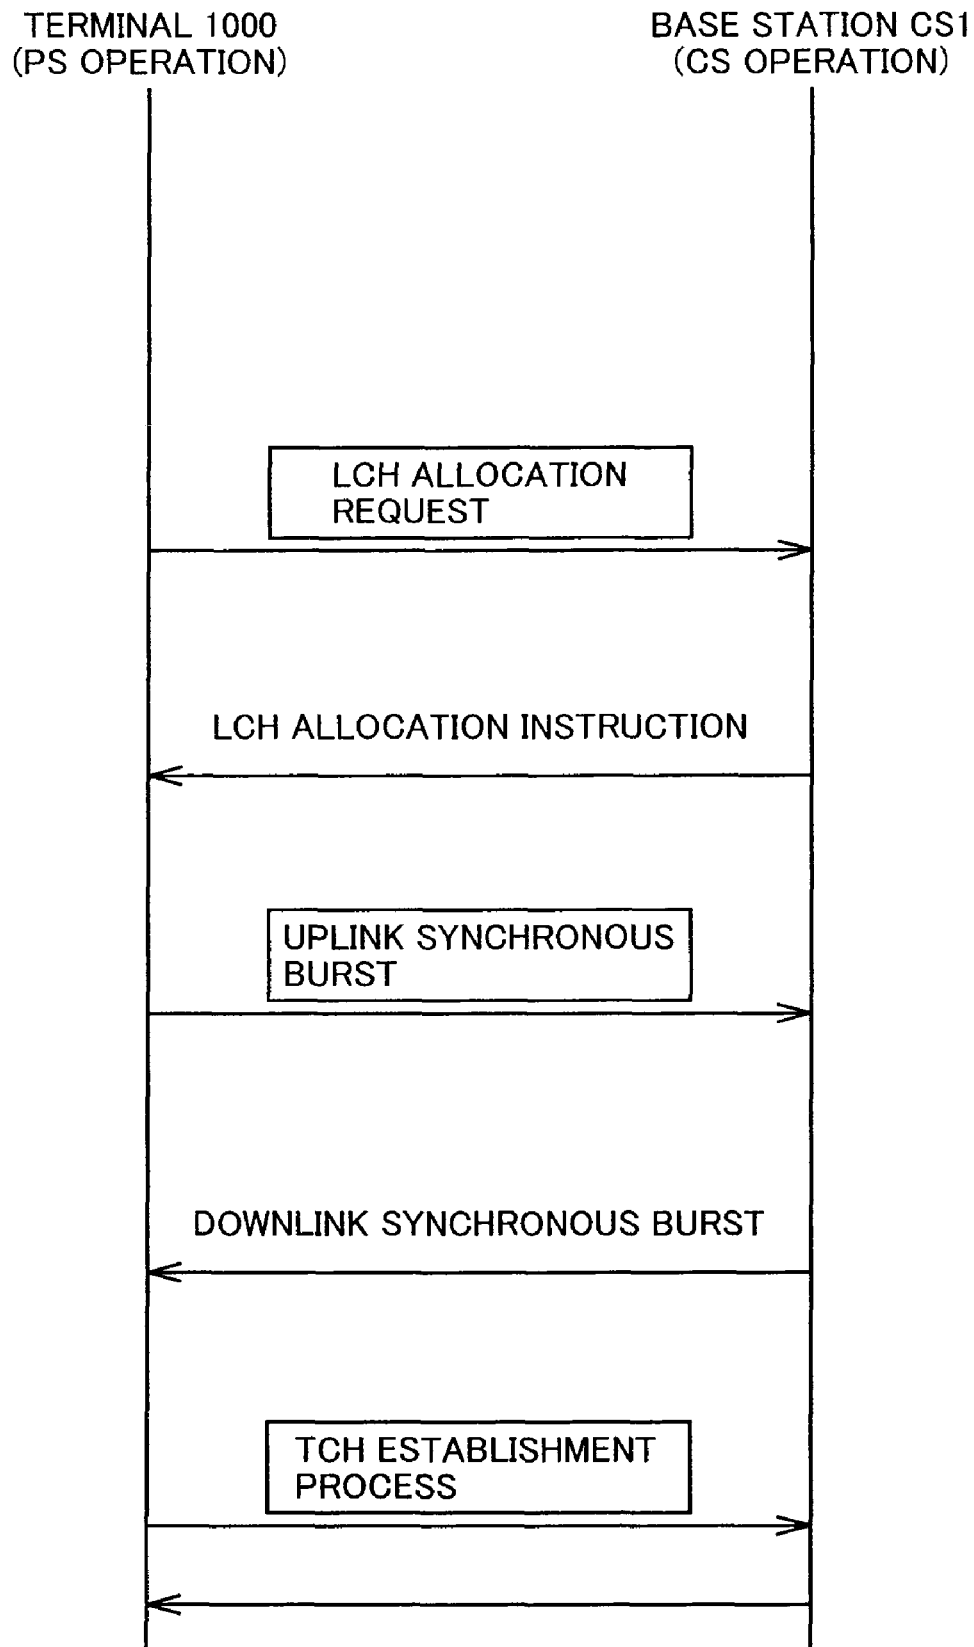 TERMINAL 1000
(PS OPERATION)
BASE STATION CS1
(CS OPERATION)
LCH ALLOCATION
REQUEST
LCH ALLOCATION INSTRUCTION
UPLINK SYNCHRONOUS
BURST
DOWNLINK SYNCHRONOUS BURST
TCH ESTABLISHMENT
PROCESS